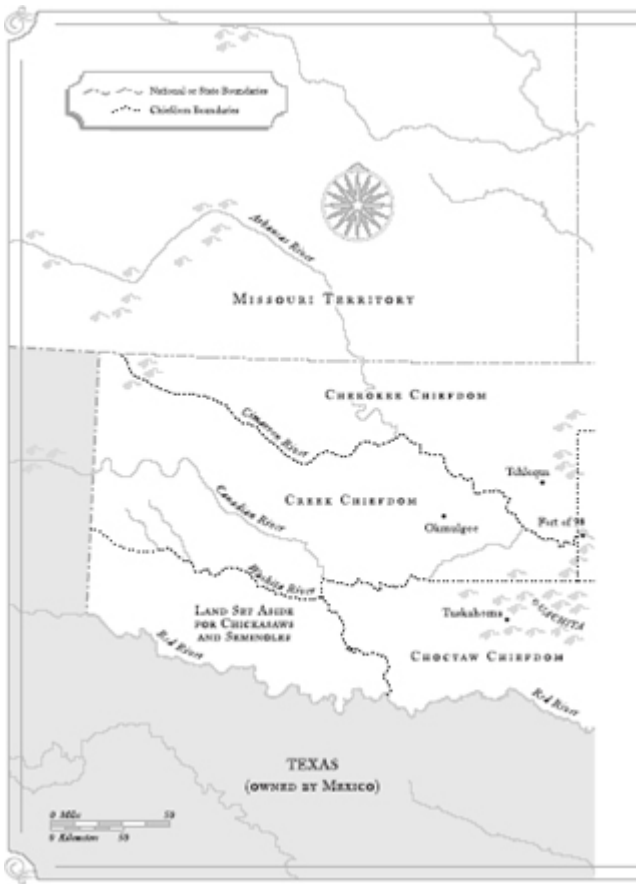 National or State Boundaries
Chiefdom Boundaries
Arkansas River
MISSOURI TERRITORY
CHEROKEE CHIEFDOM
Cimarron River
Tahlequa
CREEK CHIEFDOM
Canadian River
Okmulgee
Fort of 98
Washita River
LAND SET ASIDE
FOR CHICKASAWS
AND SEMINOLES
Tuskahoma
OUACHITA
CHOCTAW CHIEFDOM
Red River
Red River
TEXAS
(OWNED BY MEXICO)
0 Miles 50
0 Kilometers 50